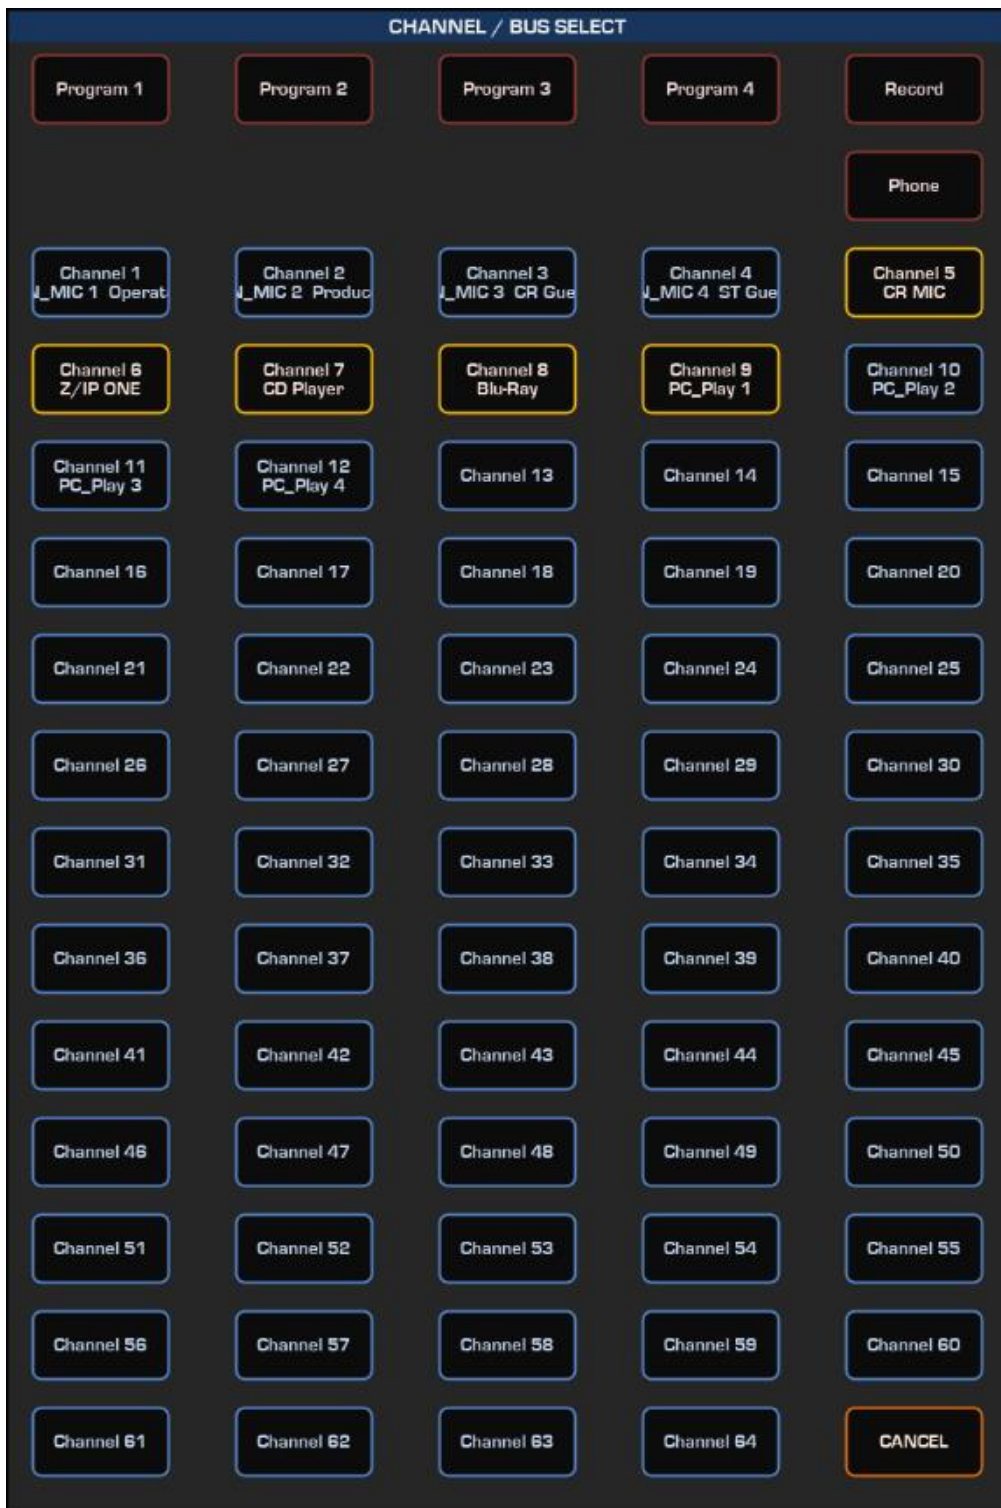 CHANNEL / BUS SELECT
Program 1
Program 2
Program 3
Program 4
Record
Phone
Channel 1
_MIC 1 Operat
Channel 2
_MIC 2 Produc
Channel 3
_MIC 3 CR Gue
Channel 4
_MIC 4 ST Gue
Channel 5
CR MIC
Channel 6
Z/IP ONE
Channel 7
CD Player
Channel 8
Blu-Ray
Channel 9
PC_Play 1
Channel 10
PC_Play 2
Channel 11
PC_Play 3
Channel 12
PC_Play 4
Channel 13
Channel 14
Channel 15
Channel 16
Channel 17
Channel 18
Channel 19
Channel 20
Channel 21
Channel 22
Channel 23
Channel 24
Channel 25
Channel 26
Channel 27
Channel 28
Channel 29
Channel 30
Channel 31
Channel 32
Channel 33
Channel 34
Channel 35
Channel 36
Channel 37
Channel 38
Channel 39
Channel 40
Channel 41
Channel 42
Channel 43
Channel 44
Channel 45
Channel 46
Channel 47
Channel 48
Channel 49
Channel 50
Channel 51
Channel 52
Channel 53
Channel 54
Channel 55
Channel 56
Channel 57
Channel 58
Channel 59
Channel 60
Channel 61
Channel 62
Channel 63
Channel 64
CANCEL